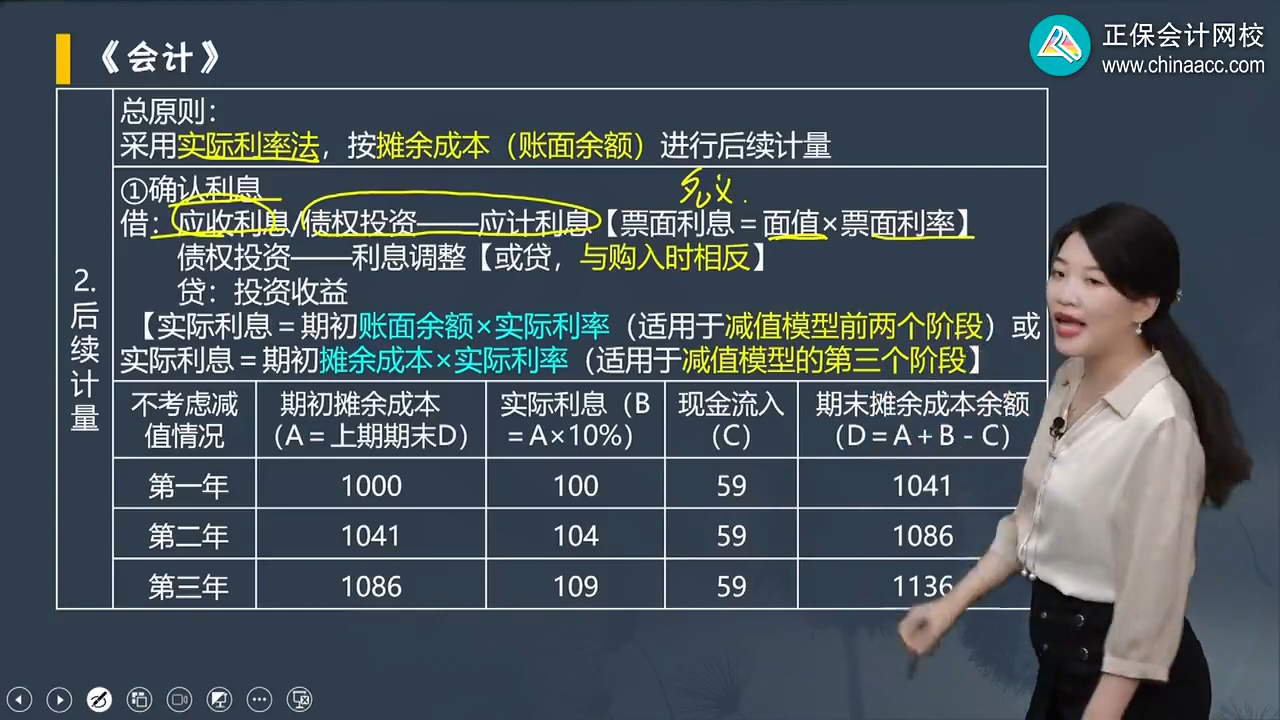 《会计》
正保会计网校
www.chinaacc.com
总原则：
采用实际利率法，按摊余成本（账面余额）进行后续计量
①确认利息
名义.
借：应收利息/债权投资——应计利息【票面利息＝面值×票面利率】
债权投资——利息调整【或贷，与购入时相反】
贷：投资收益
【实际利息＝期初账面余额×实际利率（适用于减值模型前两个阶段）或
实际利息＝期初摊余成本×实际利率（适用于减值模型的第三个阶段】
2.后续计量
不考虑减值情况 期初摊余成本（A＝上期期末D） 实际利息（B＝A×10%） 现金流入（C） 期末摊余成本余额（D＝A＋B－C）
第一年 1000 100 59 1041
第二年 1041 104 59 1086
第三年 1086 109 59 1136